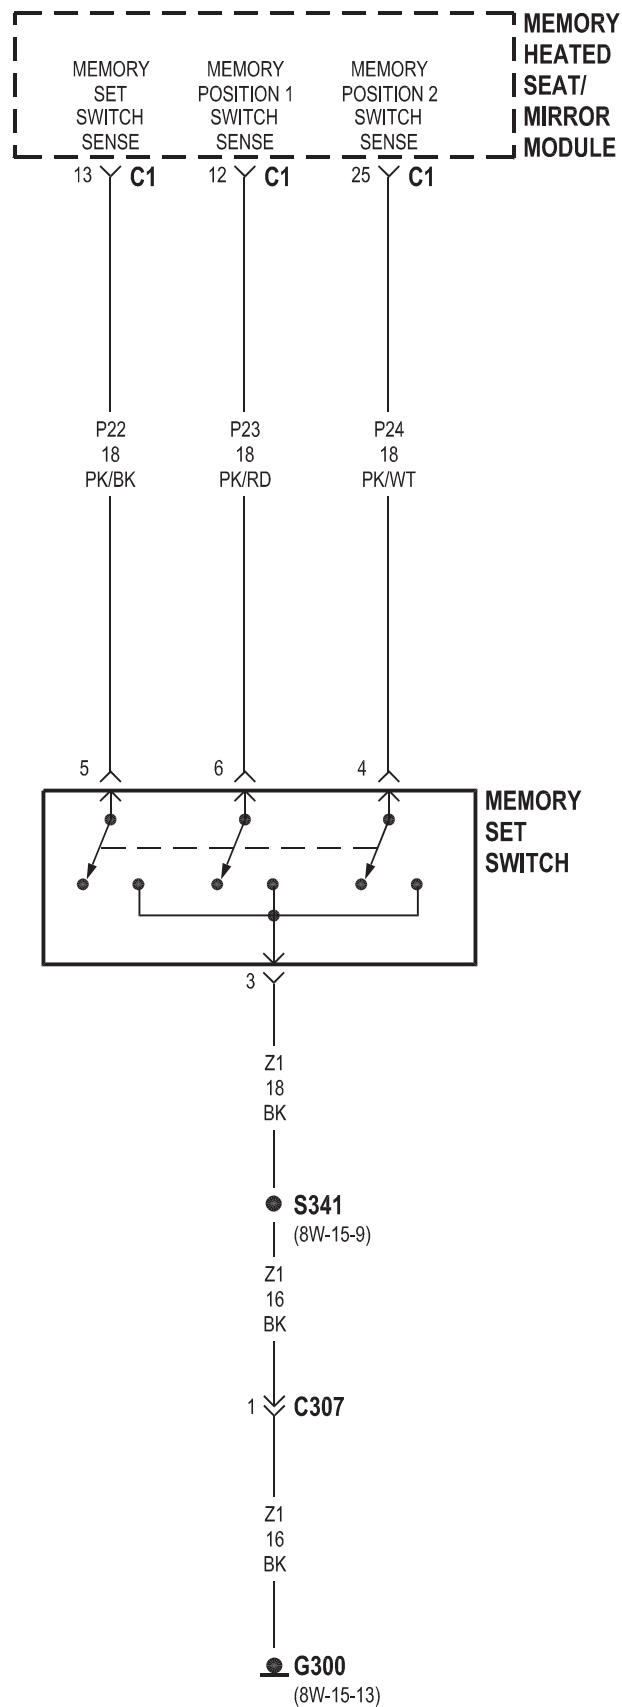 MEMORY
HEATED
SEAT/
MIRROR
MODULE
MEMORY
SET
SWITCH
SENSE
MEMORY
POSITION 1
SWITCH
SENSE
MEMORY
POSITION 2
SWITCH
SENSE
13 C1
12 C1
25 C1
P22
18
PK/BK
P23
18
PK/RD
P24
18
PK/WT
5
6
4
MEMORY
SET
SWITCH
3
Z1
18
BK
S341
(8W-15-9)
Z1
16
BK
1 C307
Z1
16
BK
G300
(8W-15-13)